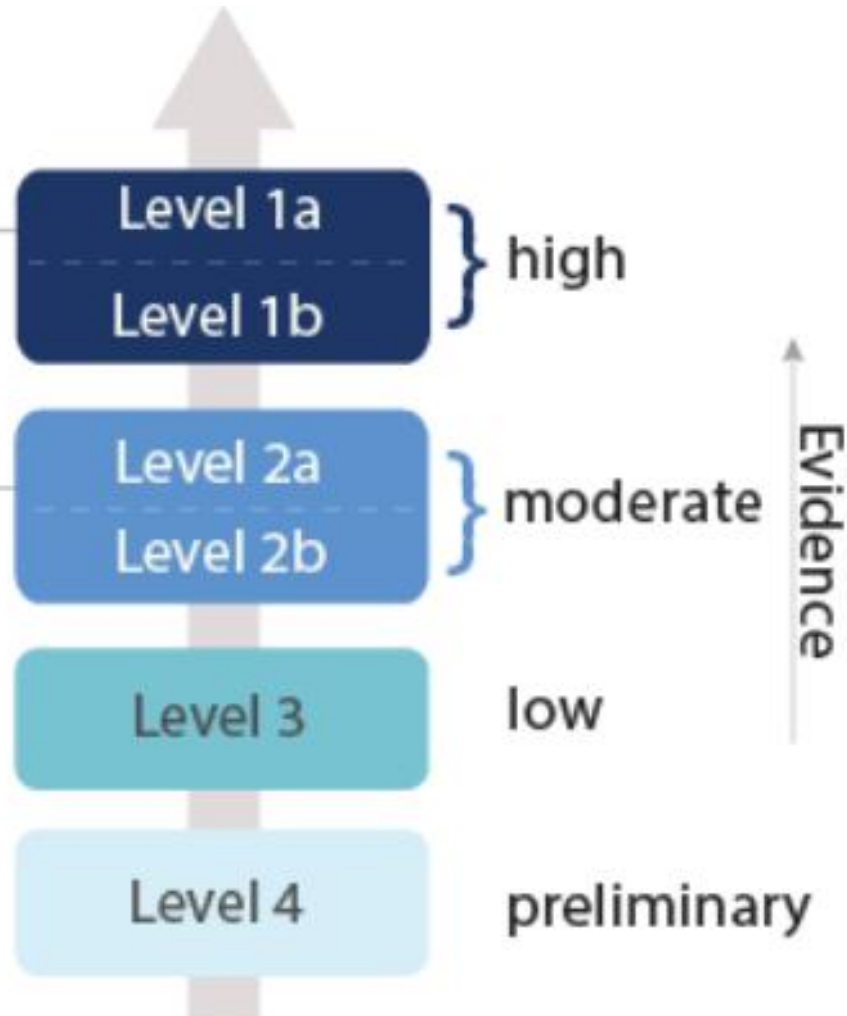 Level 1a
Level 1b
high
Level 2a
Level 2b
moderate
Level 3
low
Level 4
preliminary
Evidence